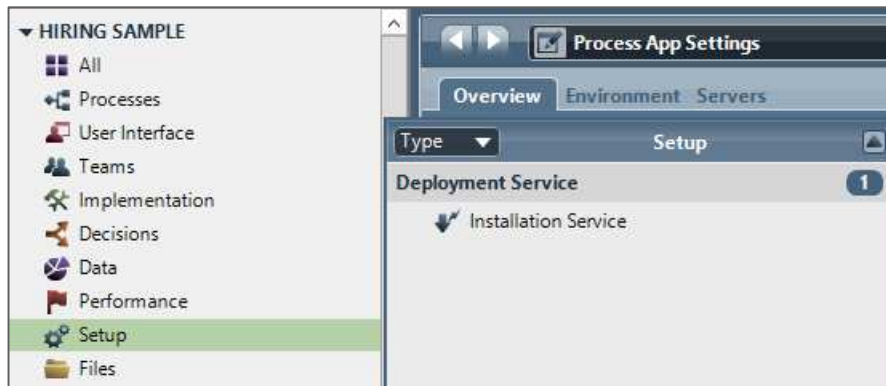 HIRING SAMPLE
All
Processes
User Interface
Teams
Implementation
Decisions
Data
Performance
Setup
Files
Process App Settings
Overview Environment Servers
Type Setup
Deployment Service 1
Installation Service